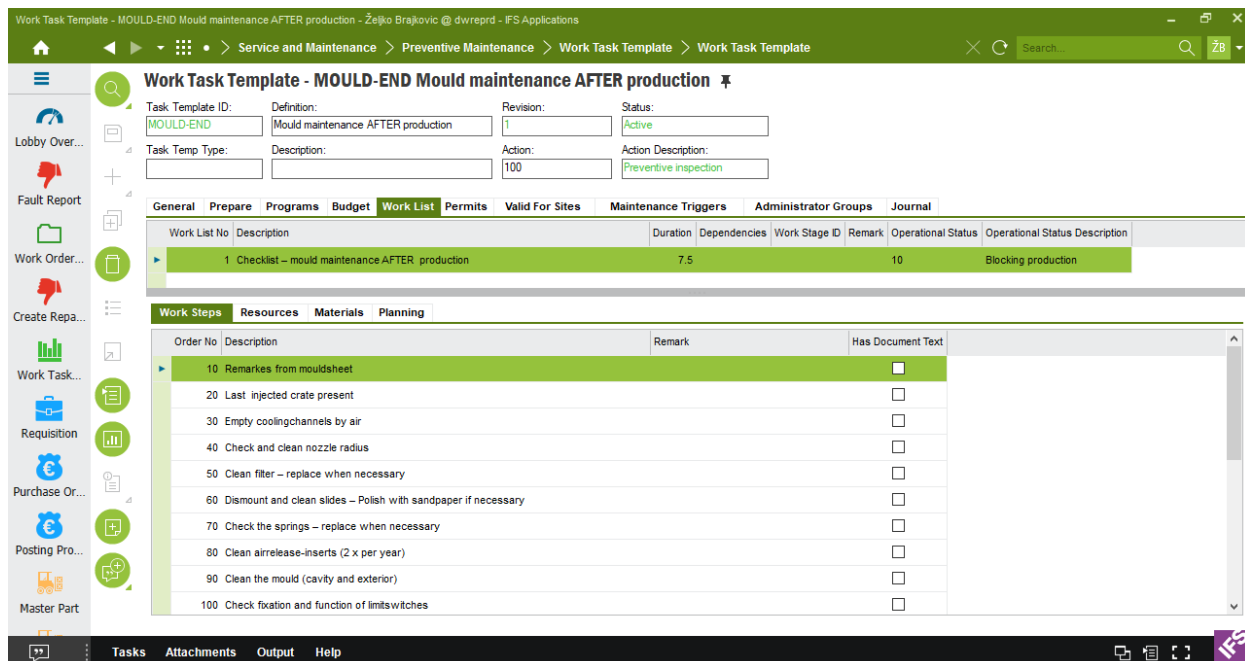 Work Task Template - MOULD-END Mould maintenance AFTER production - Željko Brajkovic @ dwreprd - IFS Applications
Service and Maintenance > Preventive Maintenance > Work Task Template > Work Task Template
Search...
ŽB
Work Task Template - MOULD-END Mould maintenance AFTER production
Task Template ID: Definition: Revision: Status:
MOULD-END Mould maintenance AFTER production 1 Active
Task Temp Type: Description: Action: Action Description:
100 Preventive inspection
General Prepare Programs Budget Work List Permits Valid For Sites Maintenance Triggers Administrator Groups Journal
Work List No Description Duration Dependencies Work Stage ID Remark Operational Status Operational Status Description
1 Checklist – mould maintenance AFTER production 7.5 10 Blocking production
Work Steps Resources Materials Planning
Order No Description Remark Has Document Text
10 Remarkes from mouldsheet
20 Last injected crate present
30 Empty coolingchannels by air
40 Check and clean nozzle radius
50 Clean filter – replace when necessary
60 Dismount and clean slides – Polish with sandpaper if necessary
70 Check the springs – replace when necessary
80 Clean airrelease-inserts (2 x per year)
90 Clean the mould (cavity and exterior)
100 Check fixation and function of limitswitches
Lobby Over...
Fault Report
Work Order...
Create Repa...
Work Task...
Requisition
Purchase Or...
Posting Pro...
Master Part
Tasks Attachments Output Help
IFS